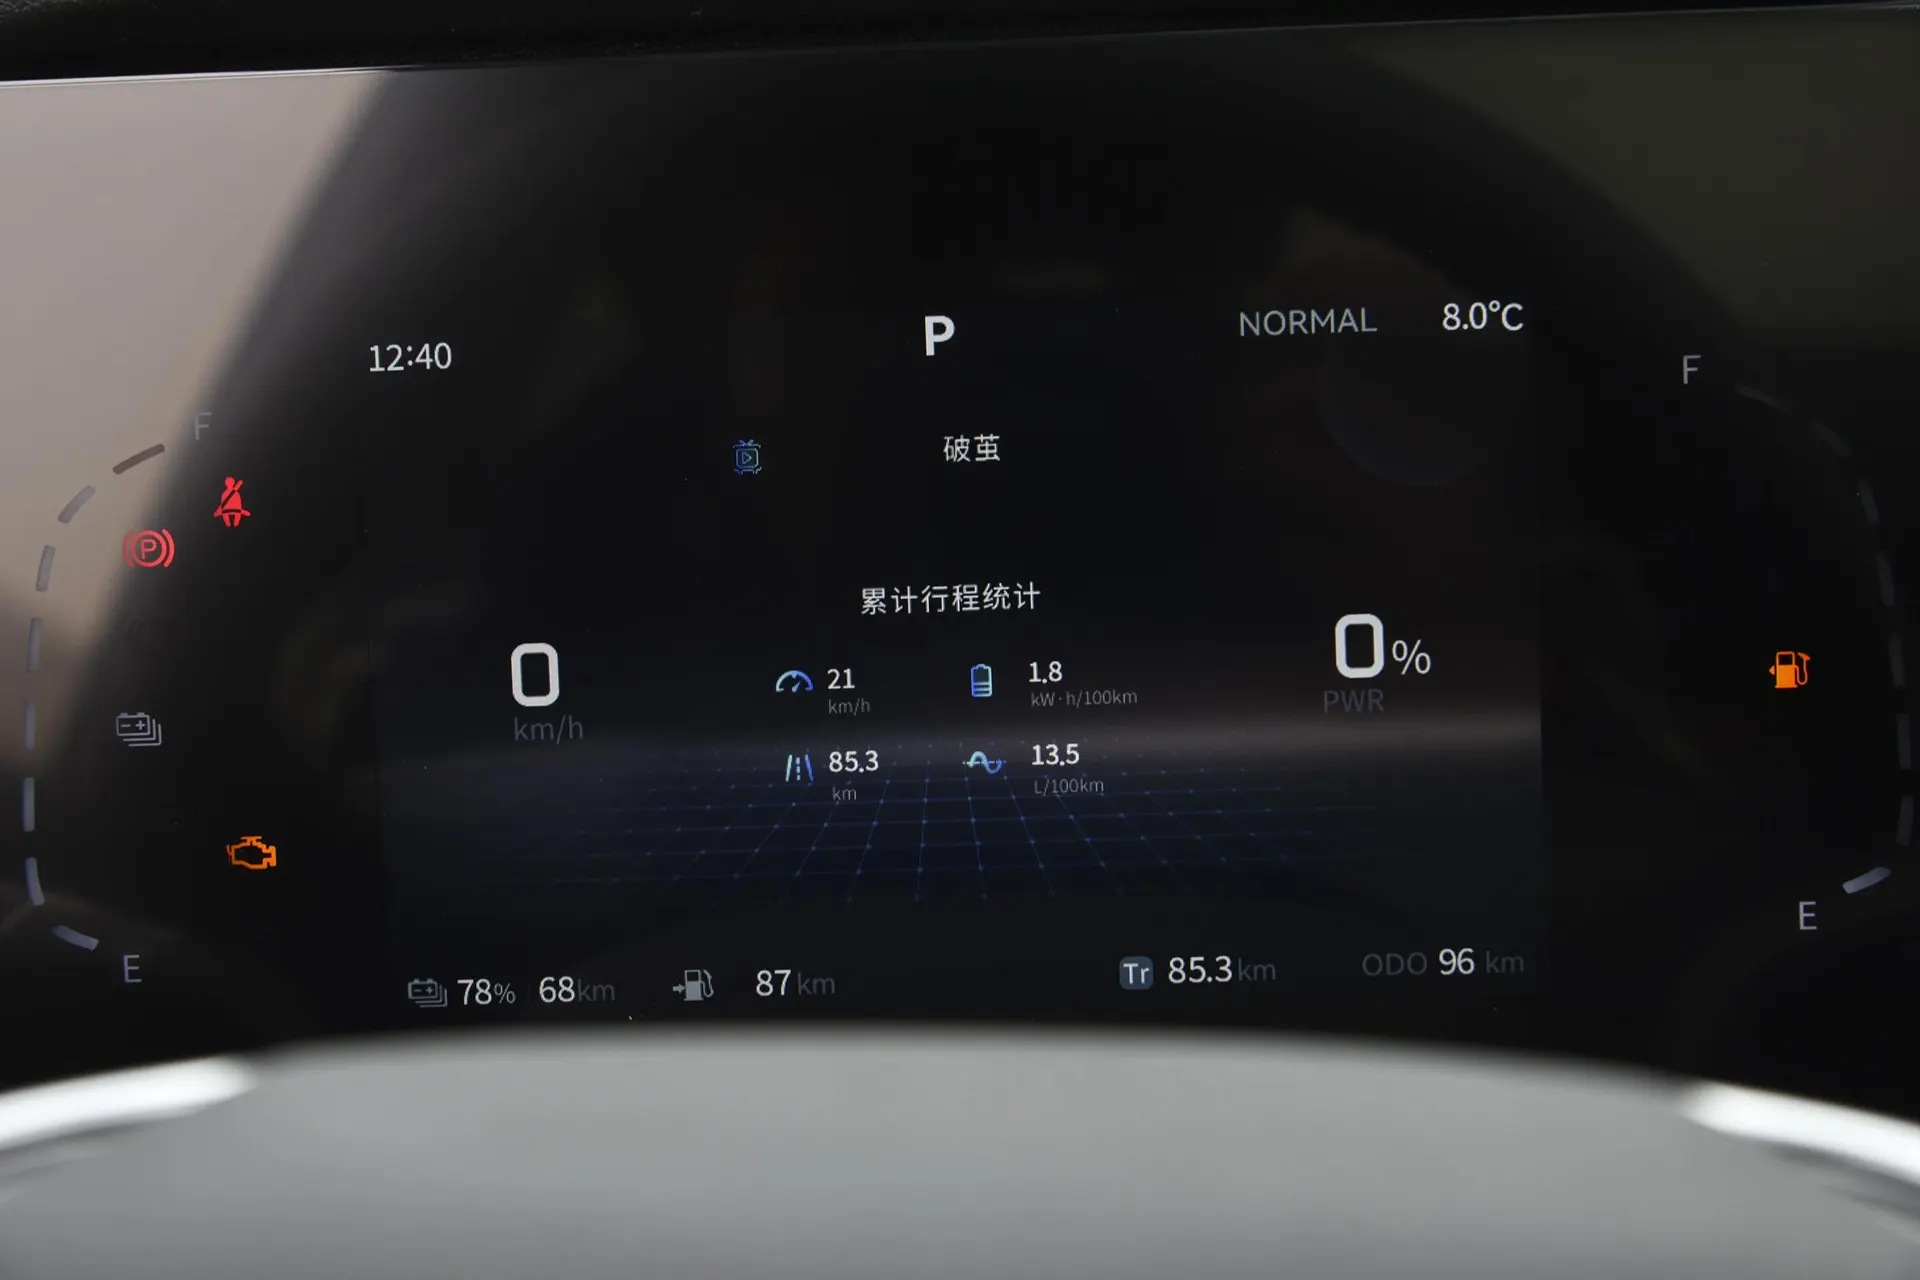 12:40
P
NORMAL 8.0°C
F
F
破茧
P
累计行程统计
0
km/h
21
km/h
1.8
kW·h/100km
0%
PWR
85.3
km
13.5
L/100km
E
E
78% 68km
87km
Tr 85.3km
ODO 96 km